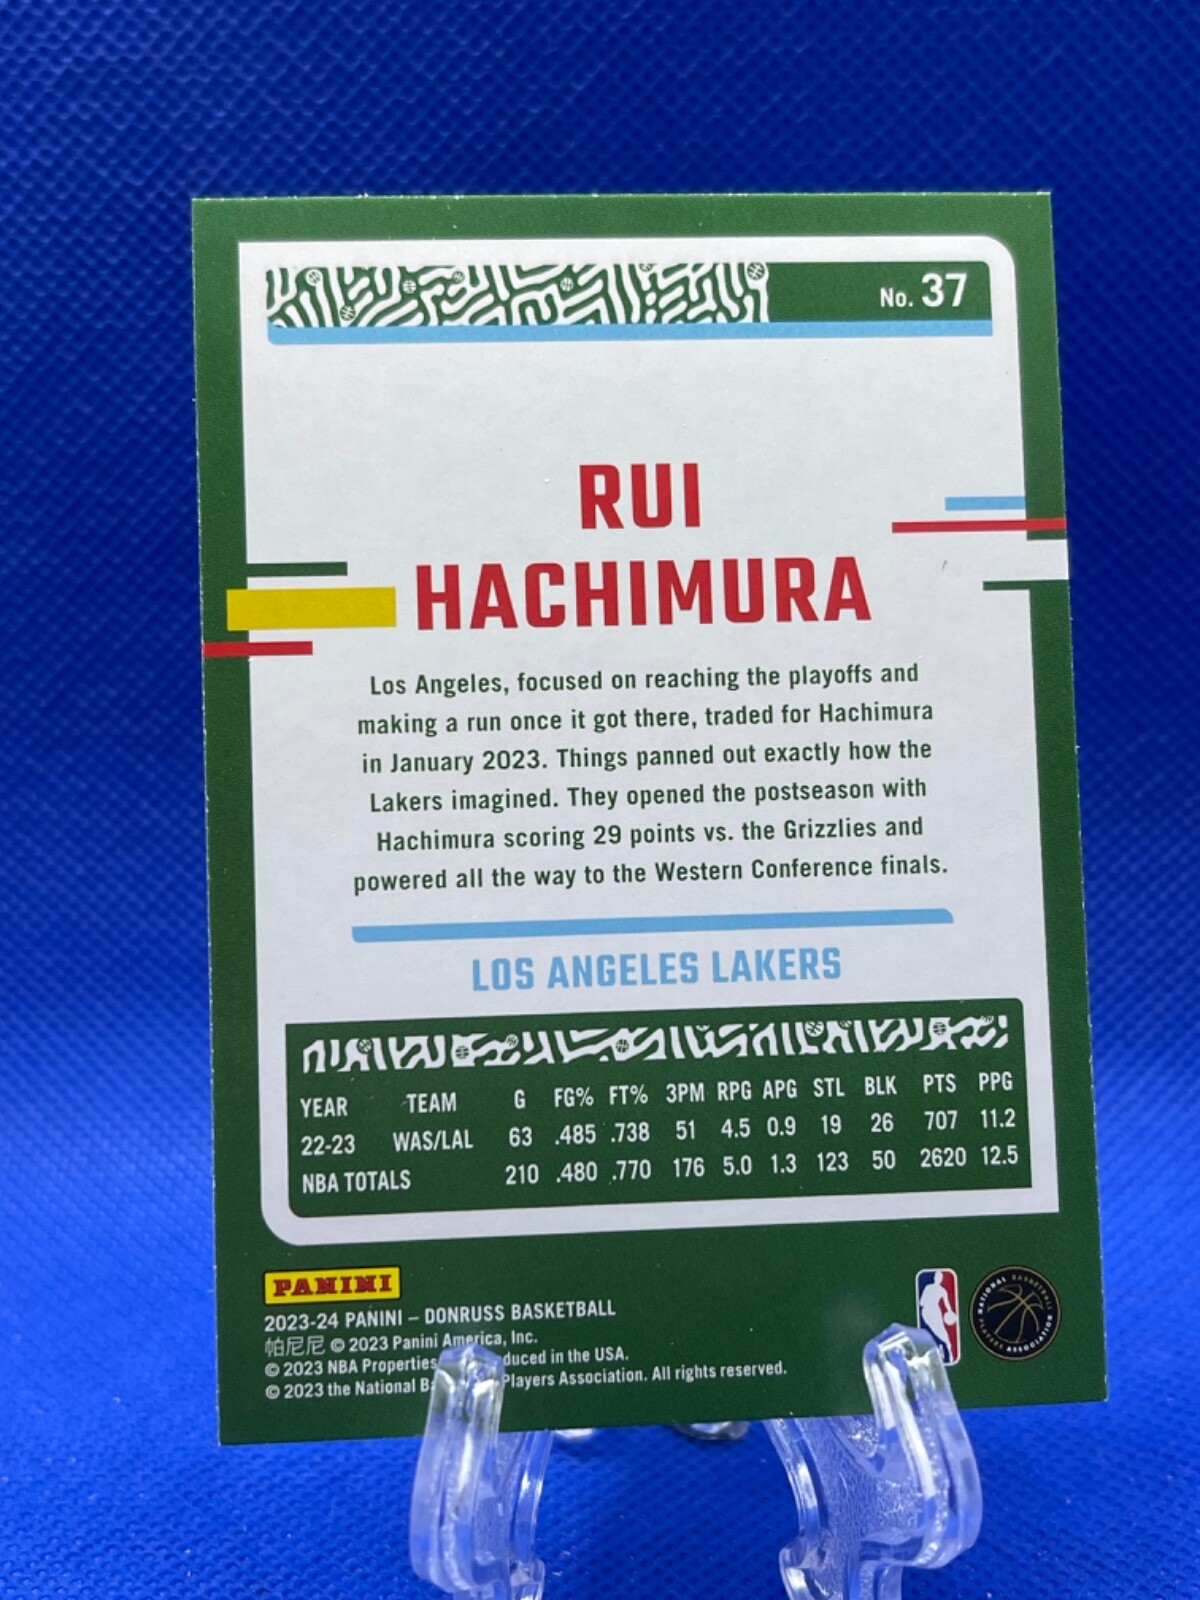 No. 37
RUI
HACHIMURA
Los Angeles, focused on reaching the playoffs and
making a run once it got there, traded for Hachimura
in January 2023. Things panned out exactly how the
Lakers imagined. They opened the postseason with
Hachimura scoring 29 points vs. the Grizzlies and
powered all the way to the Western Conference finals.
LOS ANGELES LAKERS
YEAR TEAM G FG% FT% 3PM RPG APG STL BLK PTS PPG
22-23 WAS/LAL 63 .485 .738 51 4.5 0.9 19 26 707 11.2
NBA TOTALS 210 .480 .770 176 5.0 1.3 123 50 2620 12.5
PANINI
2023-24 PANINI – DONRUSS BASKETBALL
帕尼尼 © 2023 Panini America, Inc.
© 2023 NBA Properties duced in the USA.
© 2023 the National Ba Players Association. All rights reserved.
NATIONAL BASKETBALL
PLAYERS ASSOCIATION